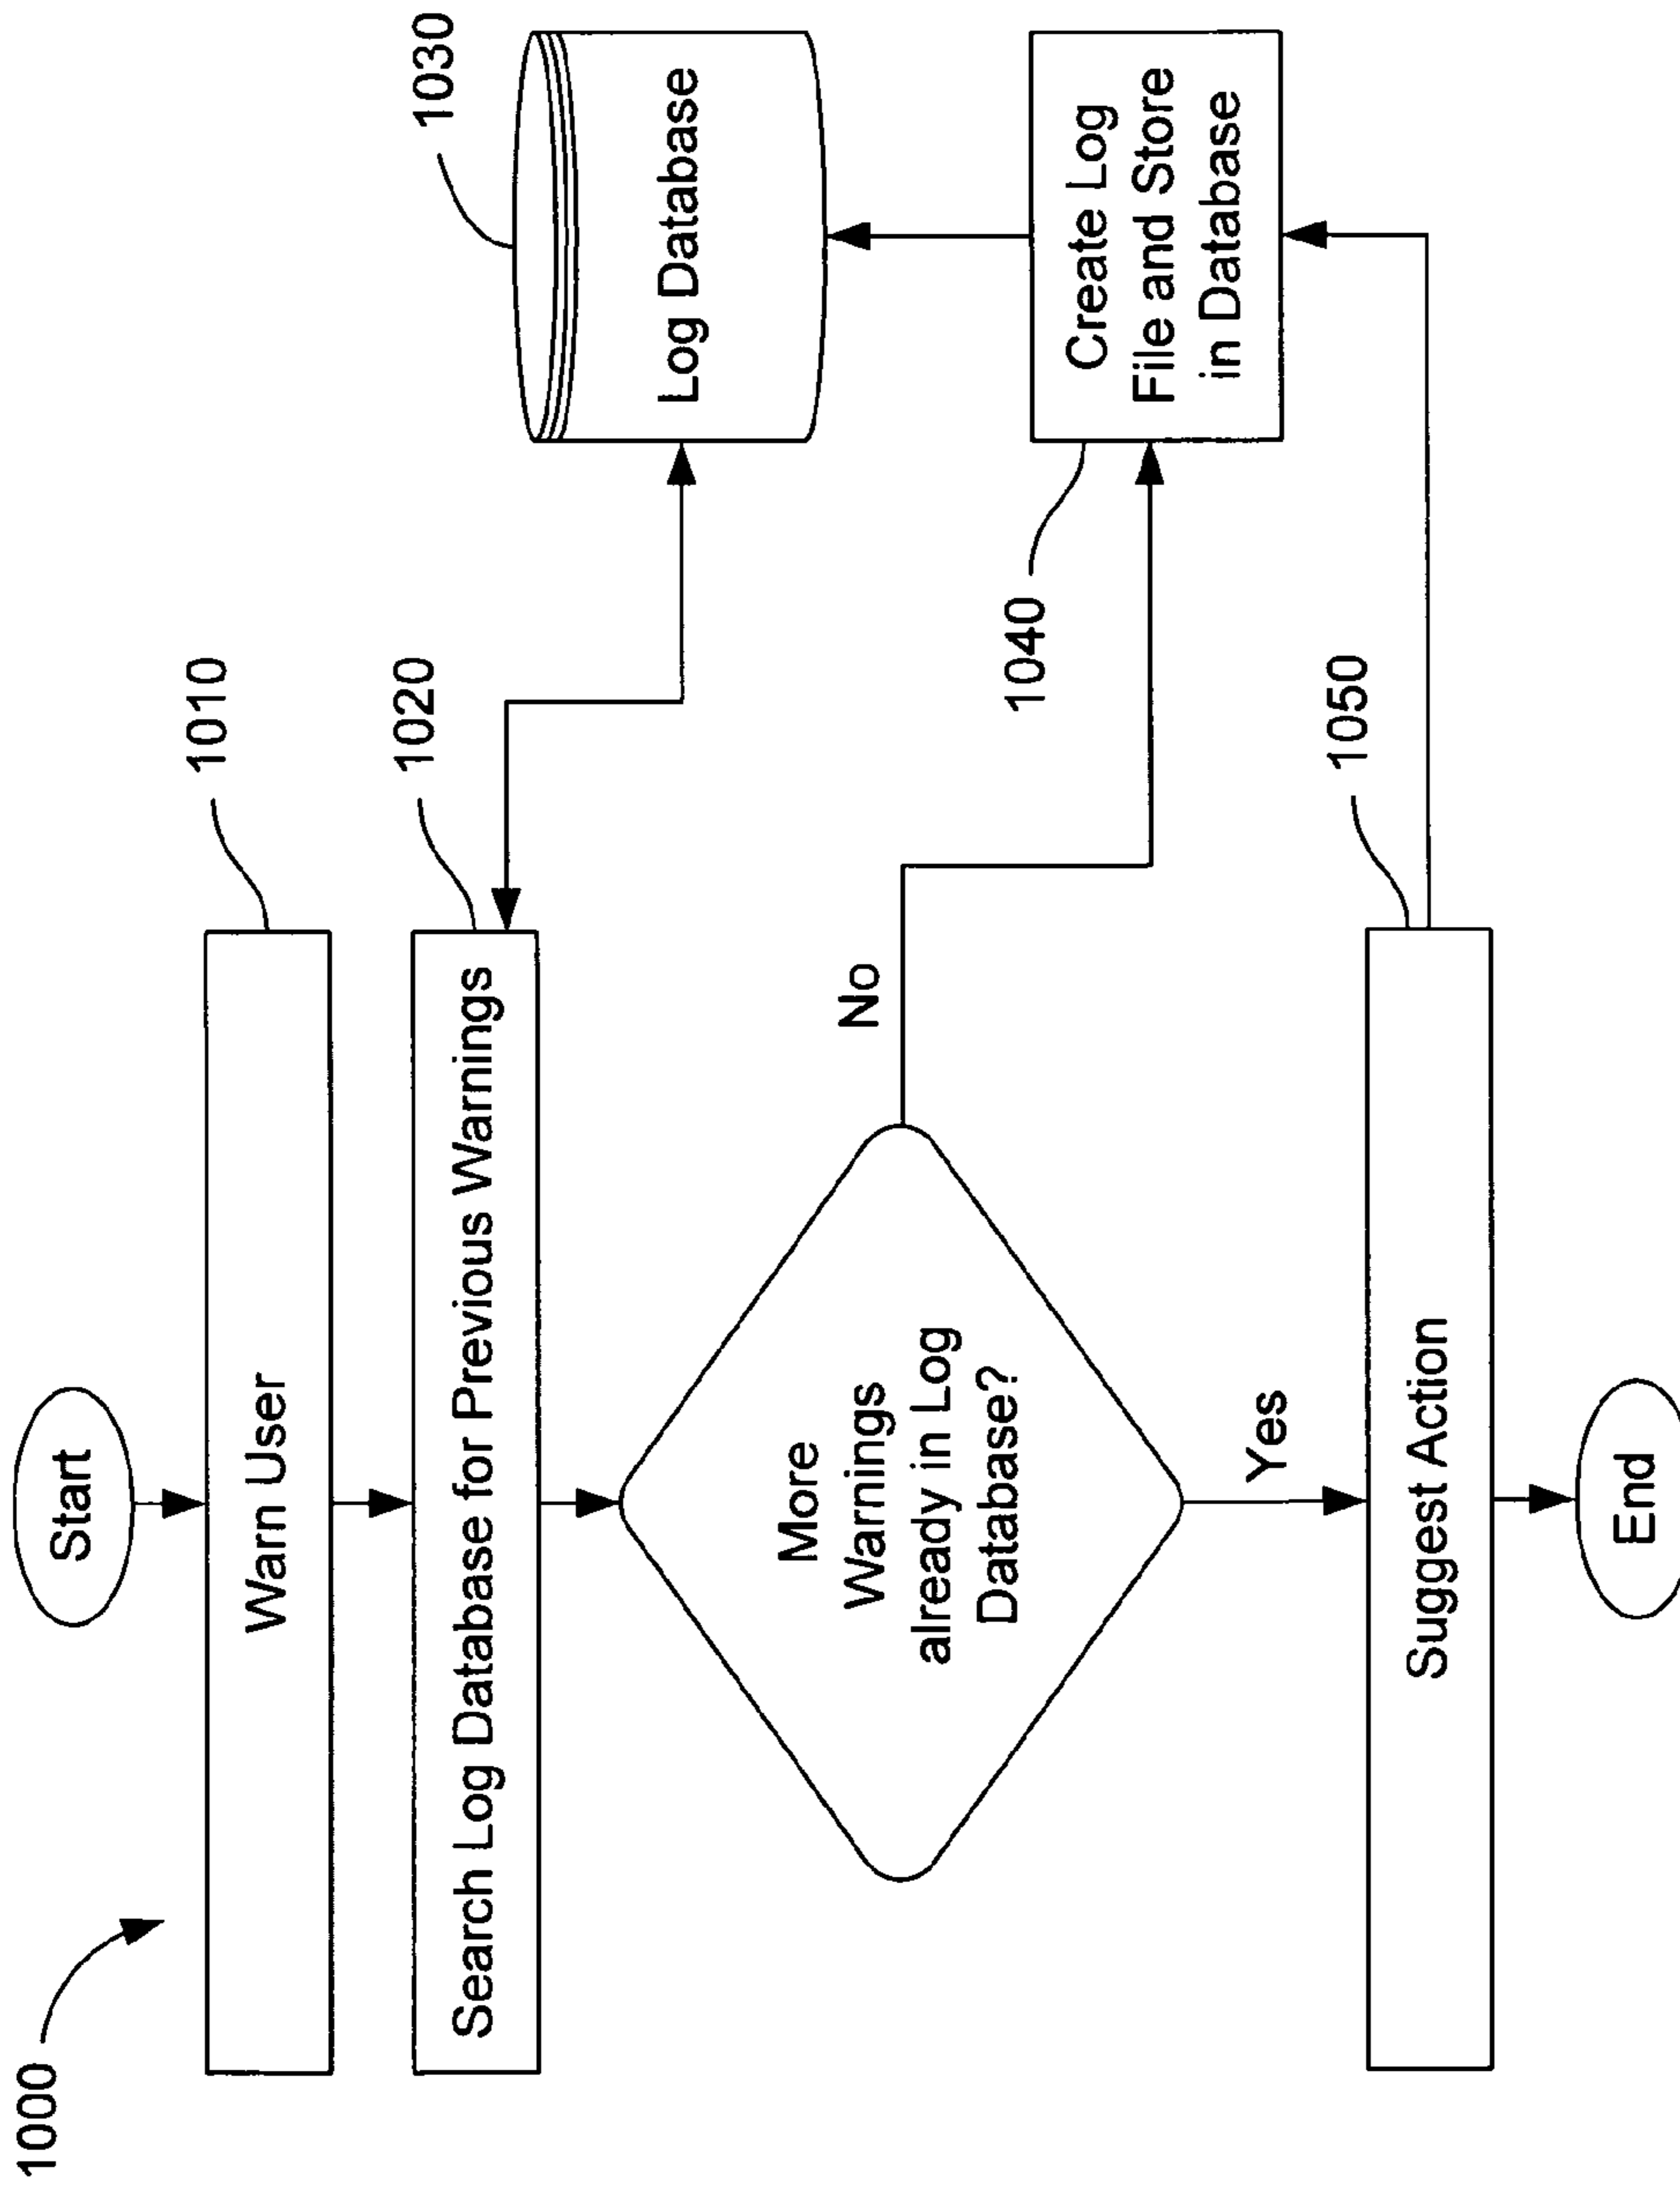 1000
Start
1010
Warn User
1020
Search Log Database for Previous Warnings
1030
Log Database
More
Warnings
already in Log
Database?
No
1040
Create Log
File and Store
in Database
Yes
1050
Suggest Action
End